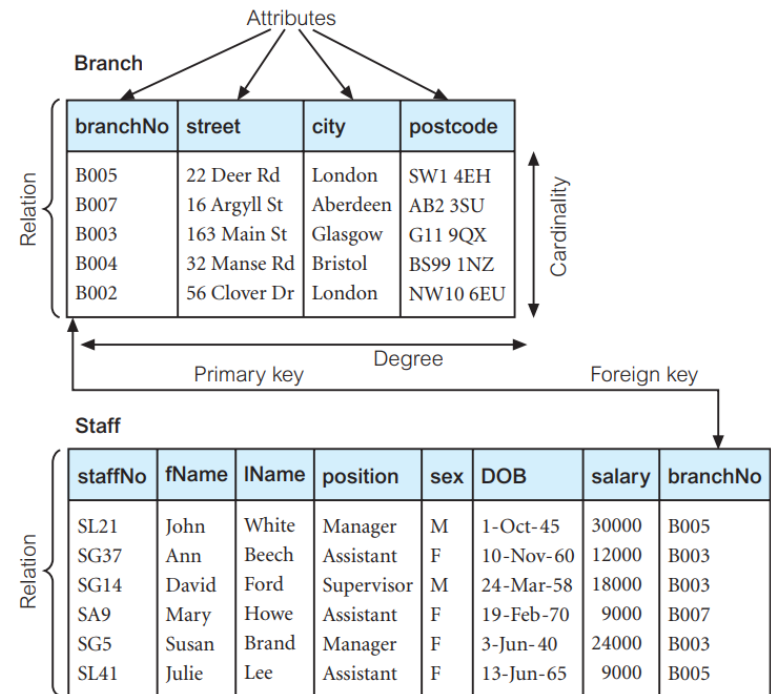 Attributes
Branch
branchNo street city postcode
B005 22 Deer Rd London SW1 4EH
B007 16 Argyll St Aberdeen AB2 3SU
B003 163 Main St Glasgow G11 9QX
B004 32 Manse Rd Bristol BS99 1NZ
B002 56 Clover Dr London NW10 6EU
Relation
Cardinality
Degree
Primary key
Foreign key
Staff
staffNo fName lName position sex DOB salary branchNo
SL21 John White Manager M 1-Oct-45 30000 B005
SG37 Ann Beech Assistant F 10-Nov-60 12000 B003
SG14 David Ford Supervisor M 24-Mar-58 18000 B003
SA9 Mary Howe Assistant F 19-Feb-70 9000 B007
SG5 Susan Brand Manager F 3-Jun-40 24000 B003
SL41 Julie Lee Assistant F 13-Jun-65 9000 B005
Relation